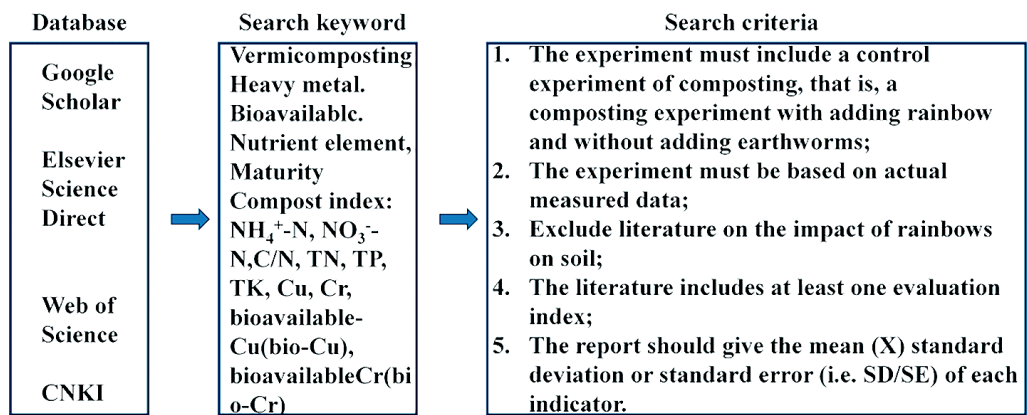 Database
Google
Scholar
Elsevier
Science
Direct
Web of
Science
CNKI
Search keyword
Vermicomposting
Heavy metal.
Bioavailablc.
Nutrient element,
Maturity
Compost index:
NH₄⁺-N, NO₃⁻-
N,C/N, TN, TP,
TK, Cu, Cr,
bioavailable-
Cu(bio-Cu),
bioavailableCr(bi
o-Cr)
Search criteria
1. The experiment must include a control
experiment of composting, that is, a
composting experiment with adding rainbow
and without adding earthworms;
2. The experiment must be based on actual
measured data;
3. Exclude literature on the impact of rainbows
on soil;
4. The literature includes at least one evaluation
index;
5. The report should give the mean (X) standard
deviation or standard error (i.e. SD/SE) of each
indicator.